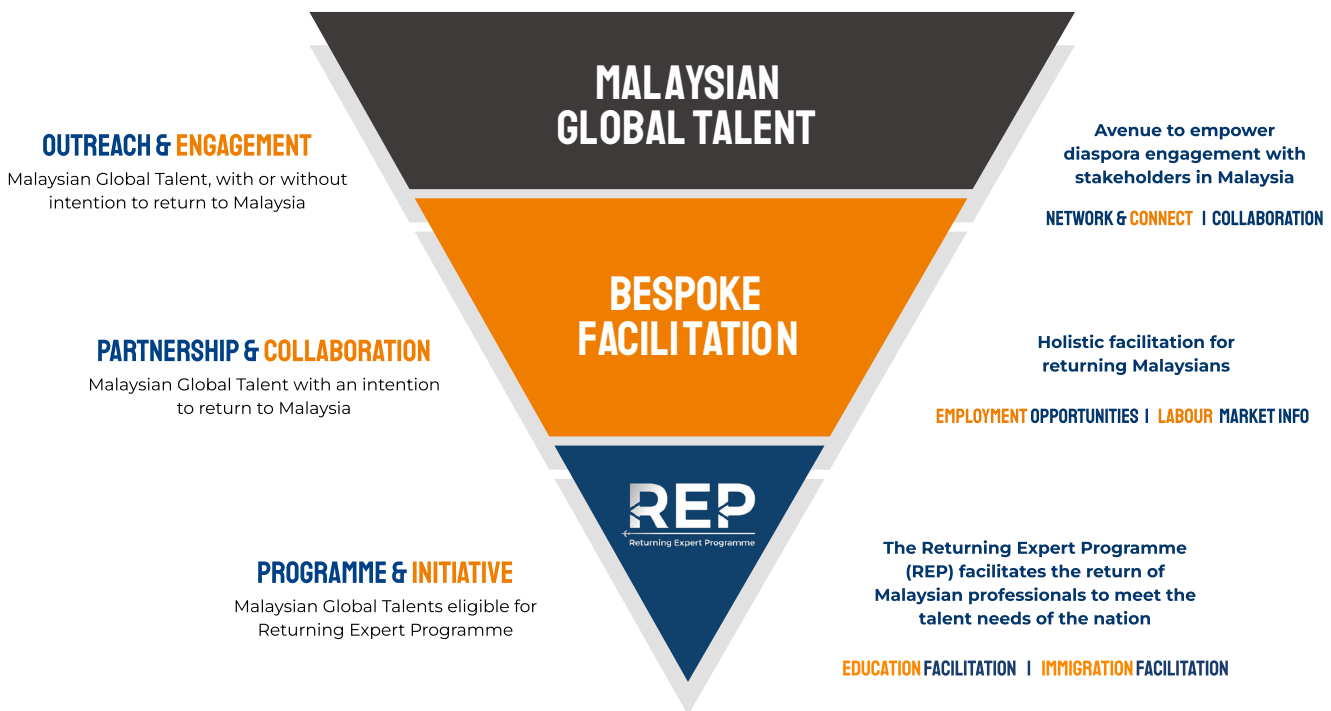 MALAYSIAN
GLOBAL TALENT
OUTREACH & ENGAGEMENT
Malaysian Global Talent, with or without
intention to return to Malaysia
Avenue to empower
diaspora engagement with
stakeholders in Malaysia
NETWORK & CONNECT | COLLABORATION
BESPOKE
FACILITATION
PARTNERSHIP & COLLABORATION
Malaysian Global Talent with an intention
to return to Malaysia
Holistic facilitation for
returning Malaysians
EMPLOYMENT OPPORTUNITIES | LABOUR MARKET INFO
REP
Returning Expert Programme
PROGRAMME & INITIATIVE
Malaysian Global Talents eligible for
Returning Expert Programme
The Returning Expert Programme
(REP) facilitates the return of
Malaysian professionals to meet the
talent needs of the nation
EDUCATION FACILITATION | IMMIGRATION FACILITATION